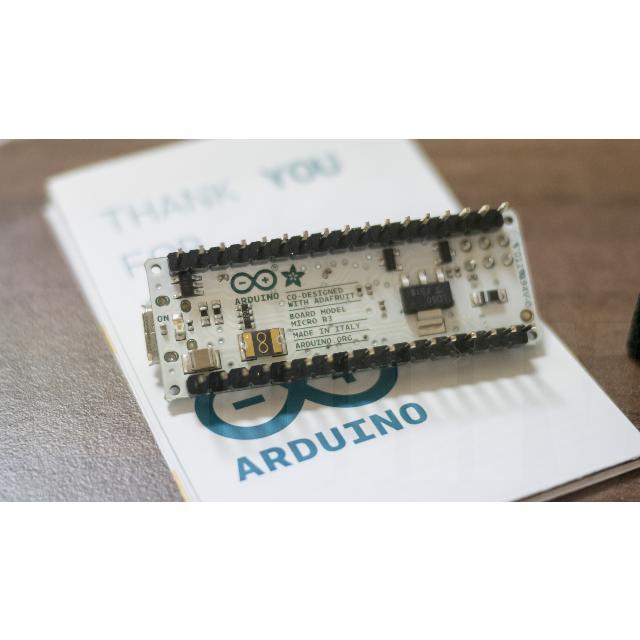 THANK YOU
FOR
ARDUINO
CO-DESIGNED
WITH ADAFRUIT
BOARD MODEL
MICRO R3
MADE IN ITALY
ARDUINO.ORG
ON
ARDUINO